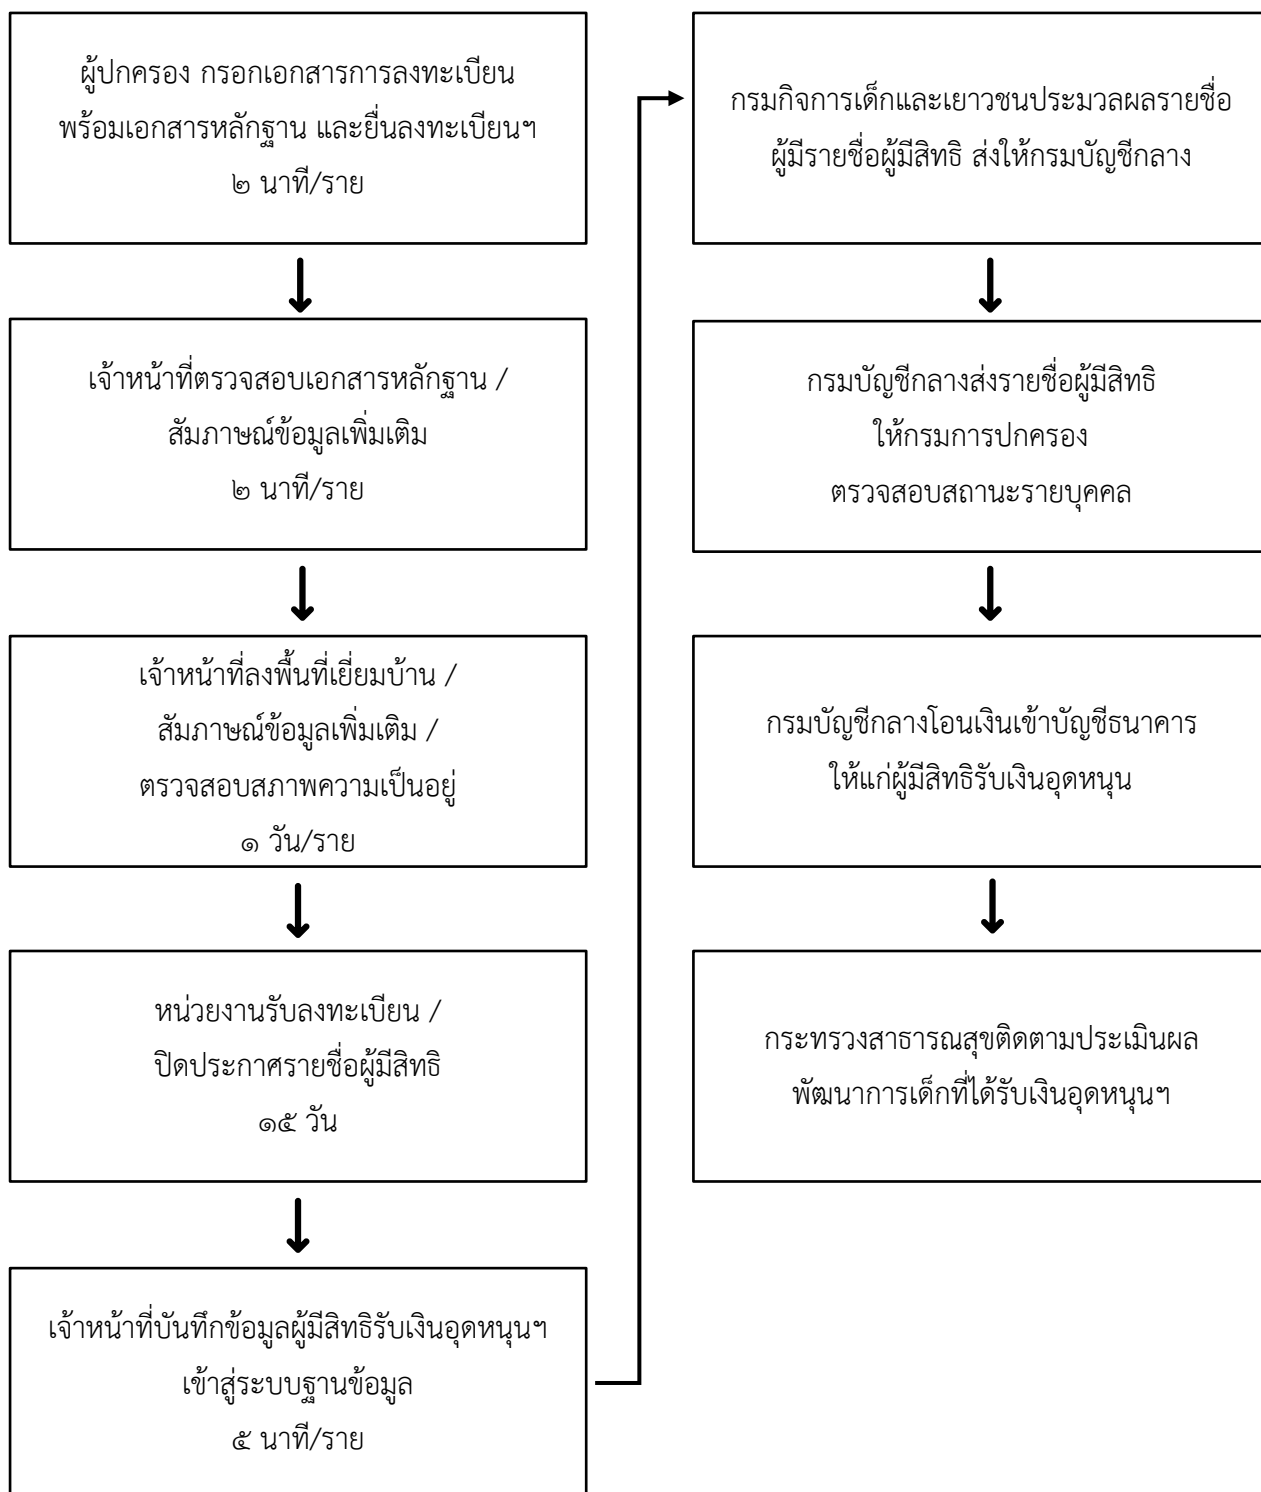 ผู้ปกครอง กรอกเอกสารการลงทะเบียน
พร้อมเอกสารหลักฐาน และยื่นลงทะเบียนฯ
๒ นาที/ราย
เจ้าหน้าที่ตรวจสอบเอกสารหลักฐาน /
สัมภาษณ์ข้อมูลเพิ่มเติม
๒ นาที/ราย
เจ้าหน้าที่ลงพื้นที่เยี่ยมบ้าน /
สัมภาษณ์ข้อมูลเพิ่มเติม /
ตรวจสอบสภาพความเป็นอยู่
๑ วัน/ราย
หน่วยงานรับลงทะเบียน /
ปิดประกาศรายชื่อผู้มีสิทธิ
๑๕ วัน
เจ้าหน้าที่บันทึกข้อมูลผู้มีสิทธิรับเงินอุดหนุนฯ
เข้าสู่ระบบฐานข้อมูล
๕ นาที/ราย
กรมกิจการเด็กและเยาวชนประมวลผลรายชื่อ
ผู้มีรายชื่อผู้มีสิทธิ ส่งให้กรมบัญชีกลาง
กรมบัญชีกลางส่งรายชื่อผู้มีสิทธิ
ให้กรมการปกครอง
ตรวจสอบสถานะรายบุคคล
กรมบัญชีกลางโอนเงินเข้าบัญชีธนาคาร
ให้แก่ผู้มีสิทธิรับเงินอุดหนุน
กระทรวงสาธารณสุขติดตามประเมินผล
พัฒนาการเด็กที่ได้รับเงินอุดหนุนฯ